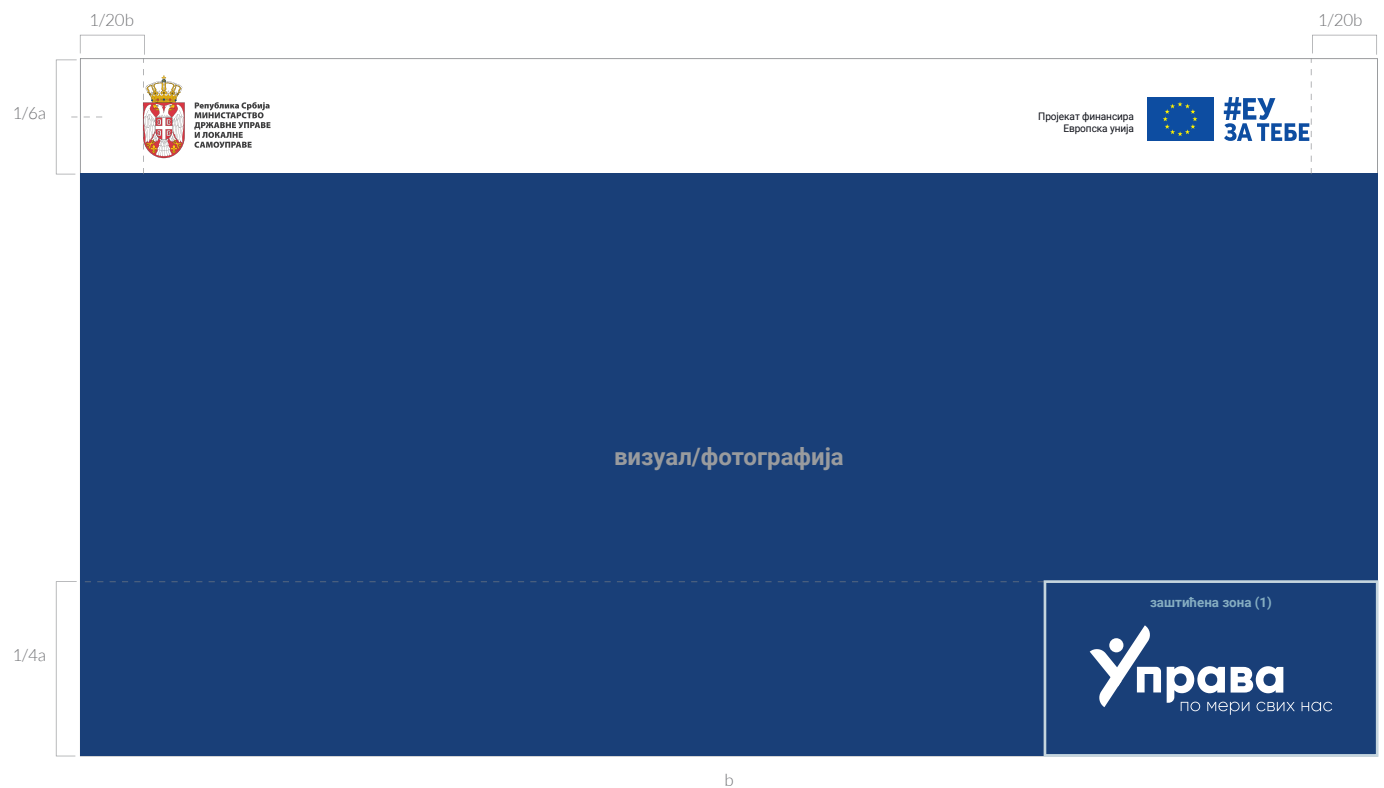 1/20b
1/20b
1/6a
Република Србија
МИНИСТАРСТВО
ДРЖАВНЕ УПРАВЕ
И ЛОКАЛНЕ
САМОУПРАВЕ
Пројекат финансира
Европска унија
#ЕУ
ЗА ТЕБЕ
визуал/фотографија
заштићена зона (1)
Управа
по мери свих нас
1/4a
b